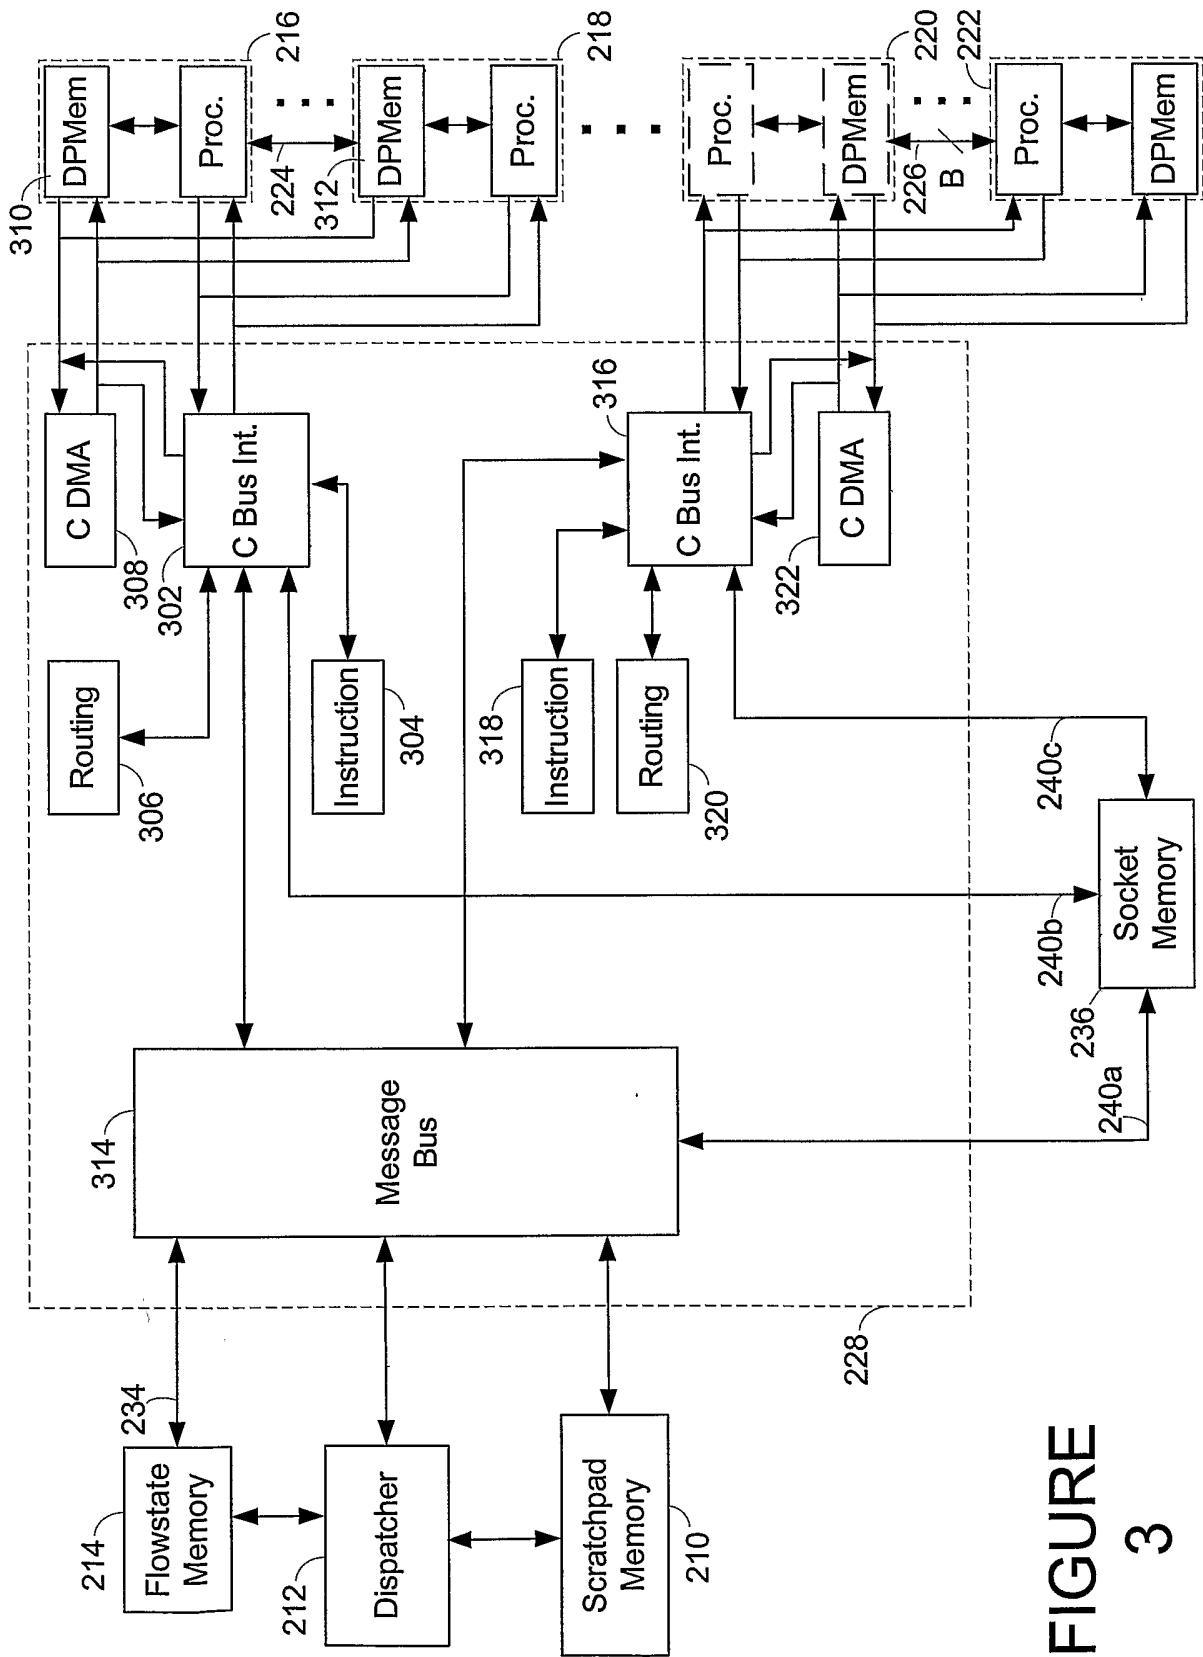 310
DPMem
216
Proc.
224
312
DPMem
218
Proc.
Proc.
220
DPMem
226
B
222
Proc.
DPMem
C DMA
308
302
C Bus Int.
Routing
306
Instruction
304
316
C Bus Int.
318
Instruction
Routing
320
322
C DMA
314
Message
Bus
240c
240b
240a
236
Socket
Memory
228
234
214
Flowstate
Memory
212
Dispatcher
Scratchpad
Memory
210
FIGURE
3